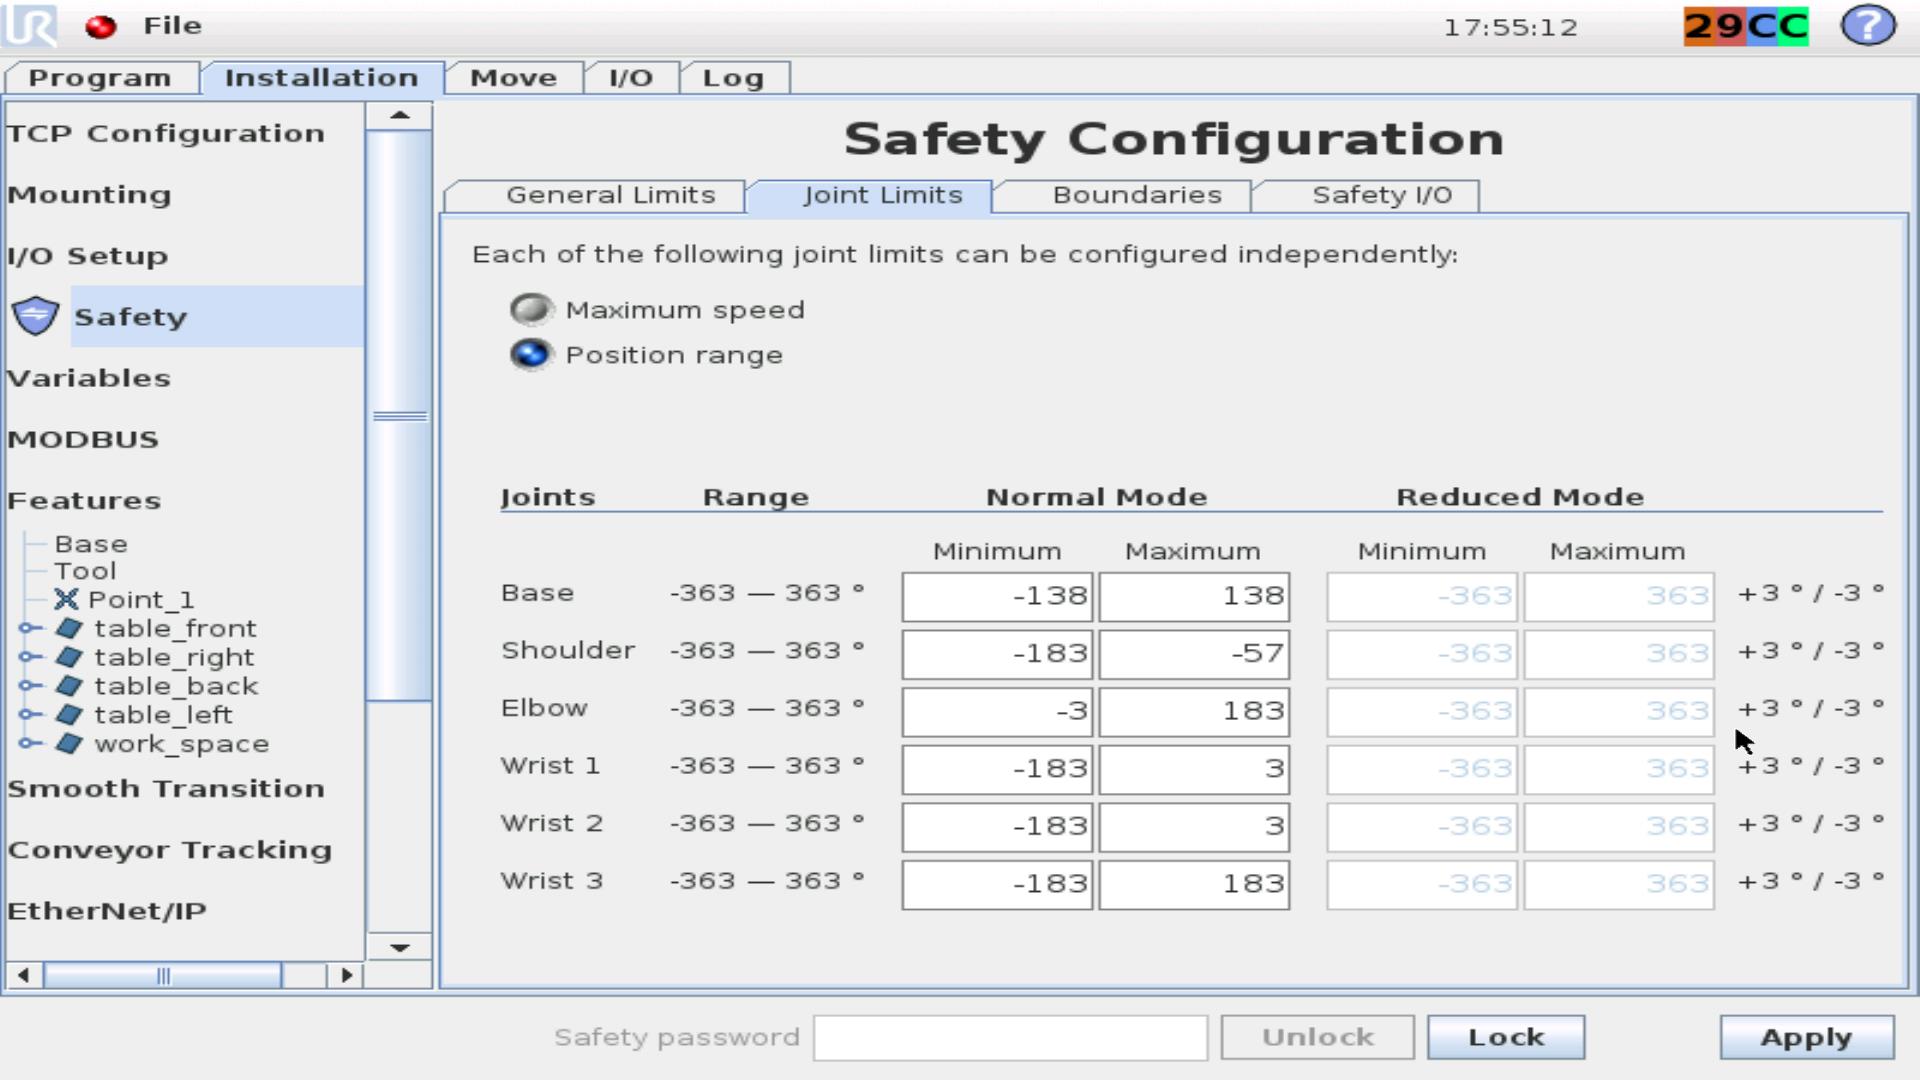 UR File 17:55:12 29CC ?
Program Installation Move I/O Log
TCP Configuration
Mounting
I/O Setup
Safety
Variables
MODBUS
Features
Base
Tool
Point_1
table_front
table_right
table_back
table_left
work_space
Smooth Transition
Conveyor Tracking
EtherNet/IP
Safety Configuration
General Limits Joint Limits Boundaries Safety I/O
Each of the following joint limits can be configured independently:
Maximum speed
Position range
Joints Range Normal Mode Reduced Mode
Minimum Maximum Minimum Maximum
Base -363 — 363 ° -138 138 -363 363 +3 ° / -3 °
Shoulder -363 — 363 ° -183 -57 -363 363 +3 ° / -3 °
Elbow -363 — 363 ° -3 183 -363 363 +3 ° / -3 °
Wrist 1 -363 — 363 ° -183 3 -363 363 +3 ° / -3 °
Wrist 2 -363 — 363 ° -183 3 -363 363 +3 ° / -3 °
Wrist 3 -363 — 363 ° -183 183 -363 363 +3 ° / -3 °
Safety password Unlock Lock Apply